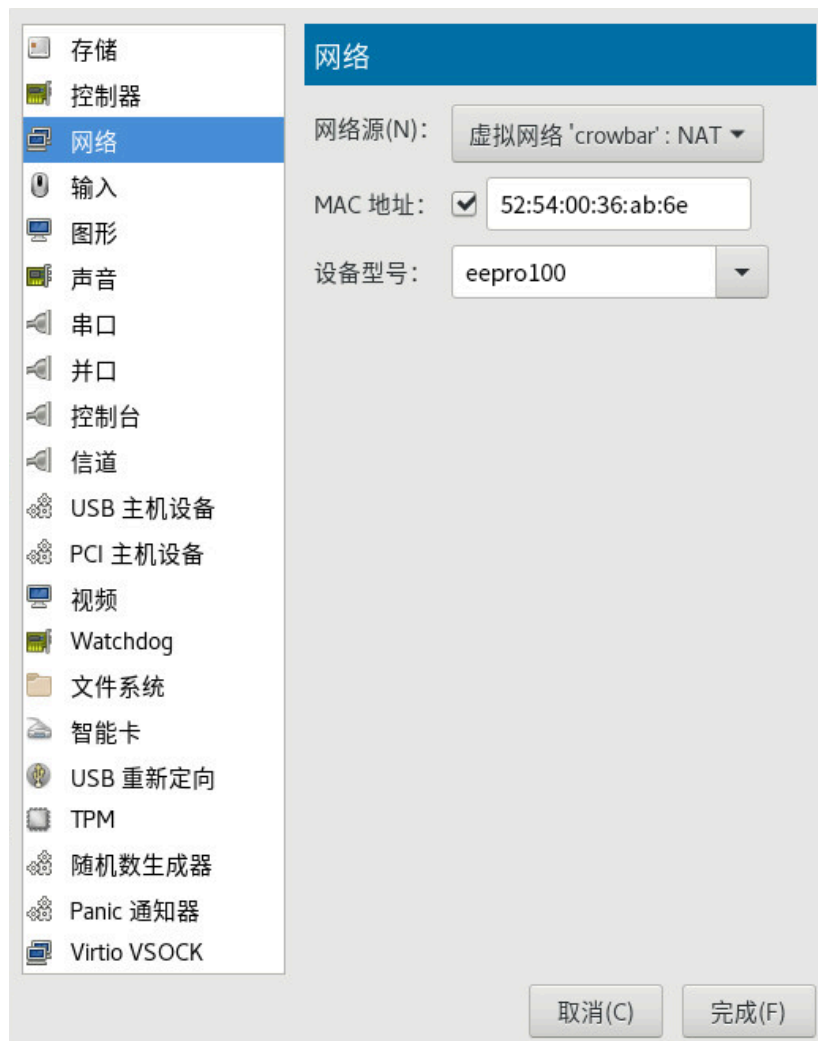 存储
控制器
网络
输入
图形
声音
串口
并口
控制台
信道
USB 主机设备
PCI 主机设备
视频
Watchdog
文件系统
智能卡
USB 重新定向
TPM
随机数生成器
Panic 通知器
Virtio VSOCK
网络
网络源(N)： 虚拟网络 'crowbar' : NAT
MAC 地址： 52:54:00:36:ab:6e
设备型号： eepro100
取消(C) 完成(F)